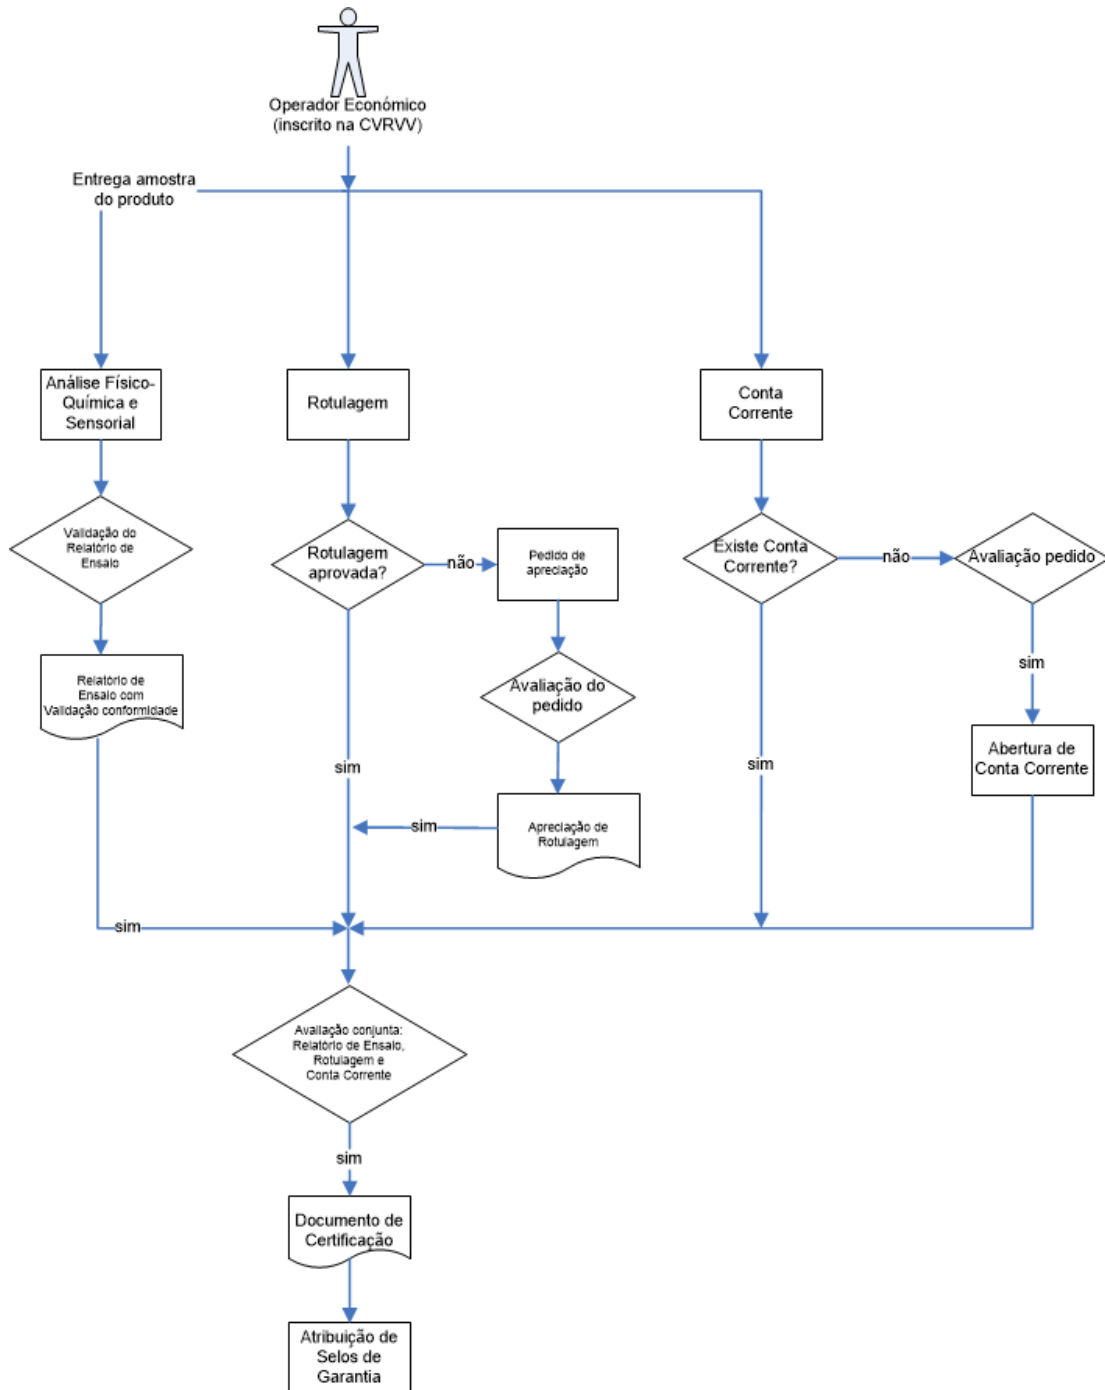 Operador Económico
(inscrito na CVRVV)
Entrega amostra
do produto
Análise Físico-
Química e
Sensorial
Rotulagem
Conta
Corrente
Validação do
Relatório de
Ensaio
Rotulagem
aprovada?
não
Pedido de
apreciação
Existe Conta
Corrente?
não
Avaliação pedido
Relatório de
Ensaio com
Validação conformidade
Avaliação do
pedido
sim
Abertura de
Conta Corrente
sim
sim
sim
Apreciação de
Rotulagem
sim
Avaliação conjunta:
Relatório de Ensaio,
Rotulagem e
Conta Corrente
sim
Documento de
Certificação
Atribuição de
Selos de
Garantia